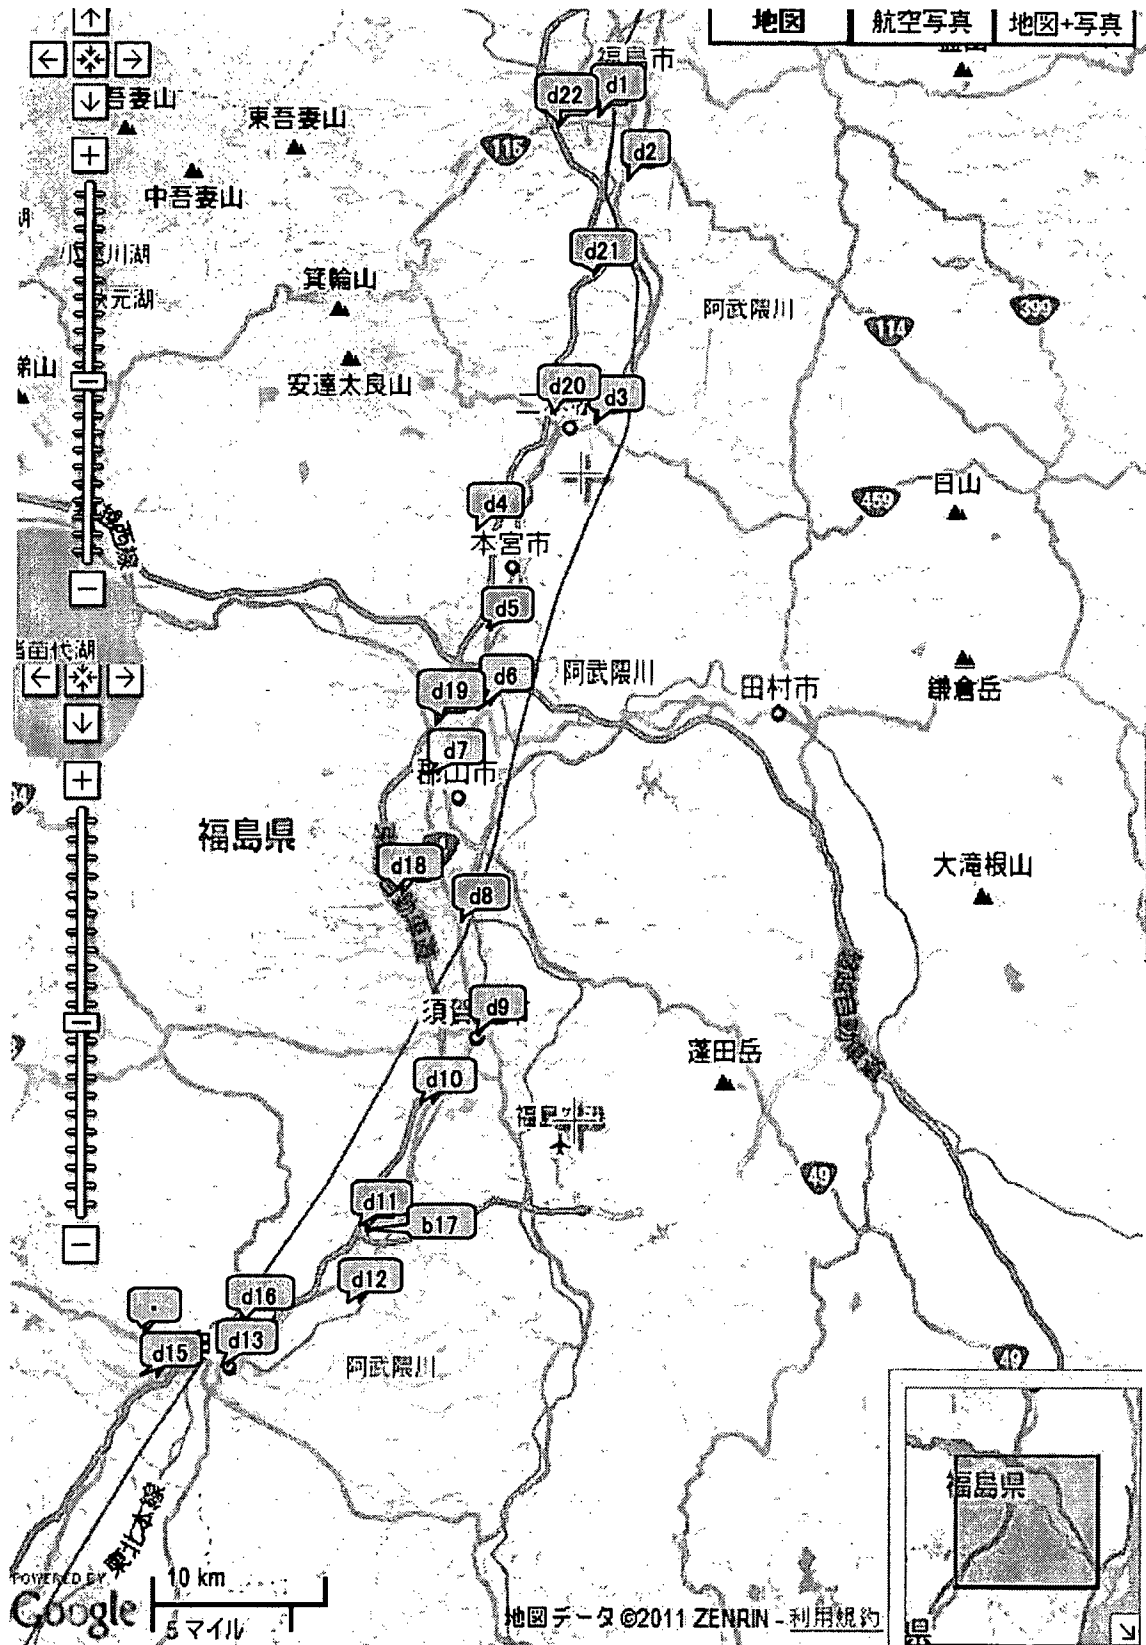 地図 航空写真 地図+写真
福島市
吾妻山
東吾妻山
中吾妻山
d22
d1
115
d2
d21
川湖
元湖
箕輪山
安達太良山
阿武隈川
114
399
d20
d3
d4
本宮市
459
日山
d5
d6
d19
阿武隈川
田村市
鎌倉岳
d7
郡山市
福島県
d18
d8
大滝根山
須賀
d9
蓬田岳
d10
49
d11
b17
d12
d16
d13
d15
阿武隈川
49
福島県
東北本線
POWERED BY
Google
10 km
5 マイル
地図データ ©2011 ZENRIN - 利用規約
県